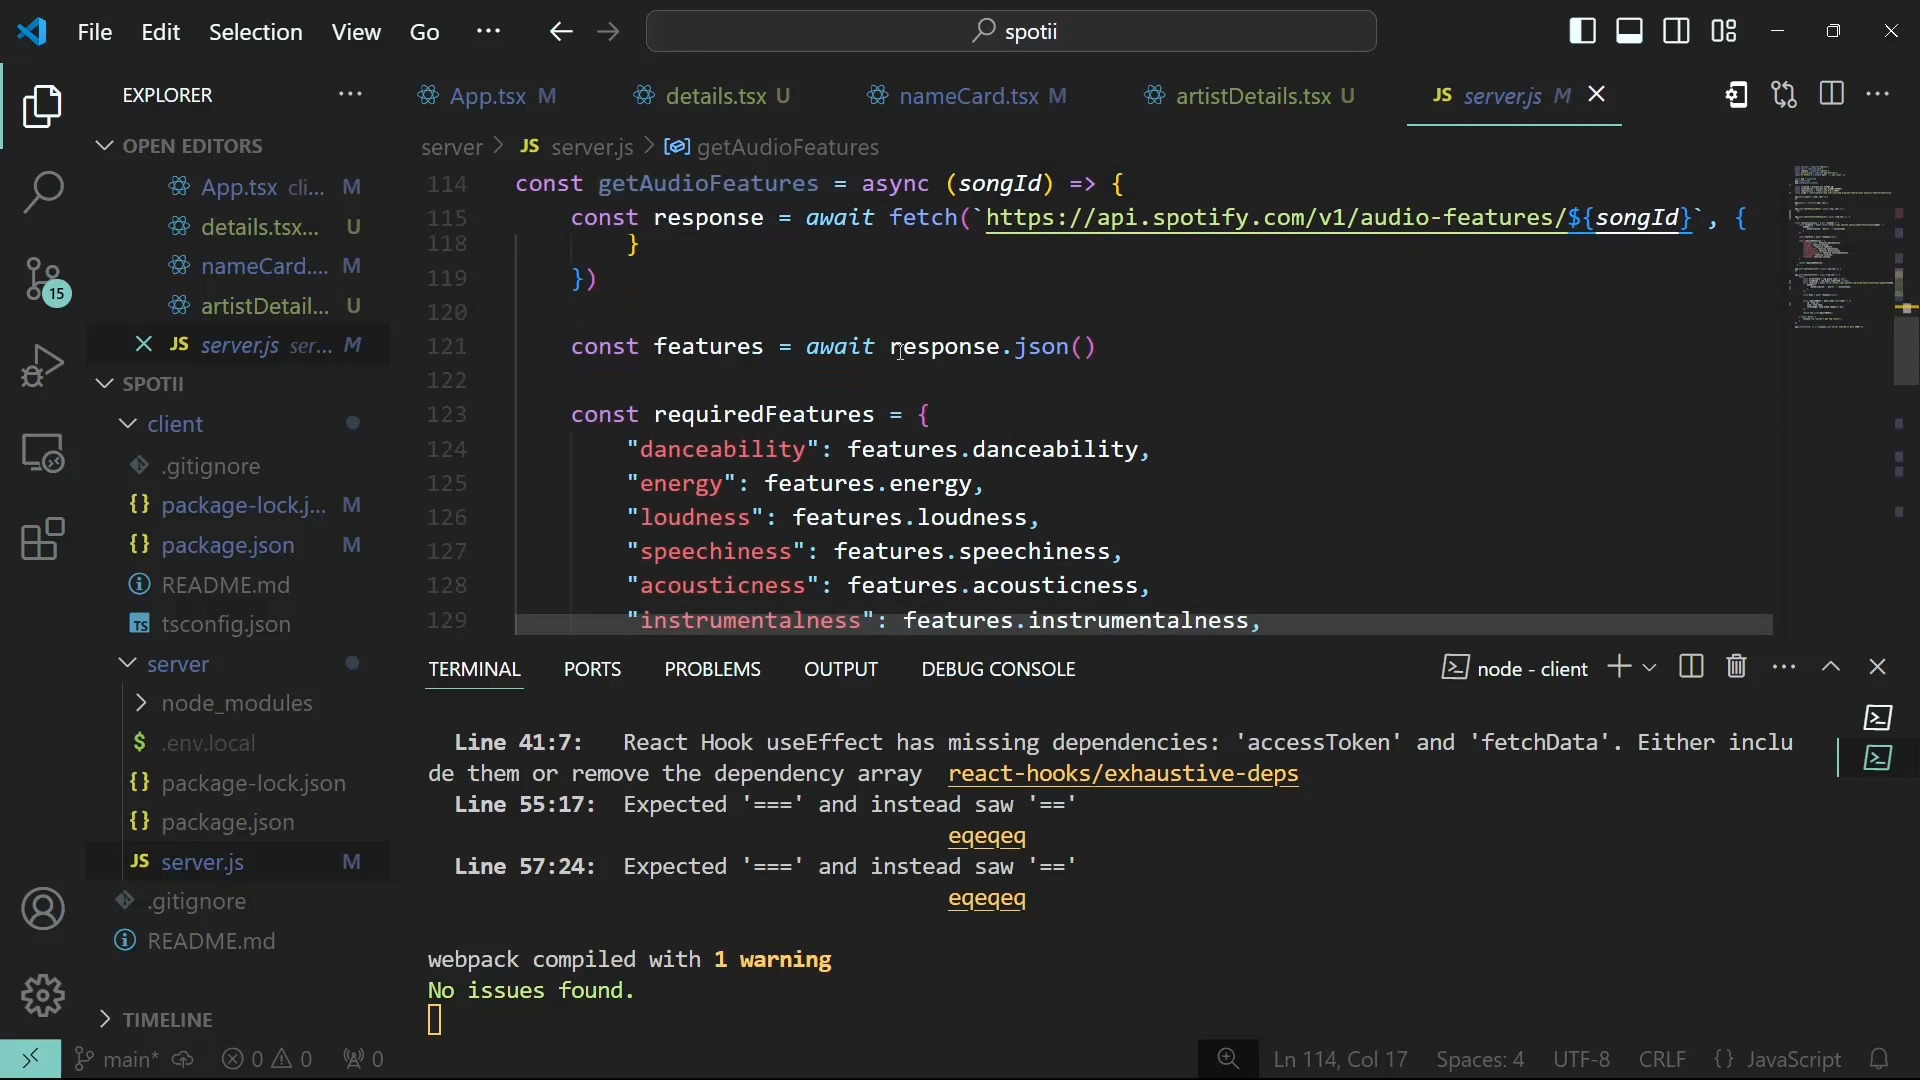 File Edit Selection View Go ··· spotii
EXPLORER ···
OPEN EDITORS
App.tsx cli... M
details.tsx... U
nameCard.... M
artistDetail... U
JS server.js ser... M
SPOTII
client
.gitignore
{} package-lock.j... M
{} package.json M
README.md
TS tsconfig.json
server
node_modules
$ .env.local
{} package-lock.json
{} package.json
JS server.js M
.gitignore
README.md
TIMELINE
15
App.tsx M details.tsx U nameCard.tsx M artistDetails.tsx U JS server.js M
server > JS server.js > getAudioFeatures
114 const getAudioFeatures = async (songId) => {
115 const response = await fetch(`https://api.spotify.com/v1/audio-features/${songId}`, {
118 }
119 })
120
121 const features = await response.json()
122
123 const requiredFeatures = {
124 "danceability": features.danceability,
125 "energy": features.energy,
126 "loudness": features.loudness,
127 "speechiness": features.speechiness,
128 "acousticness": features.acousticness,
129 "instrumentalness": features.instrumentalness,
TERMINAL PORTS PROBLEMS OUTPUT DEBUG CONSOLE node - client
Line 41:7: React Hook useEffect has missing dependencies: 'accessToken' and 'fetchData'. Either inclu
de them or remove the dependency array react-hooks/exhaustive-deps
Line 55:17: Expected '===' and instead saw '=='
eqeqeq
Line 57:24: Expected '===' and instead saw '=='
eqeqeq
webpack compiled with 1 warning
No issues found.
main* 0 0 0 Ln 114, Col 17 Spaces: 4 UTF-8 CRLF {} JavaScript